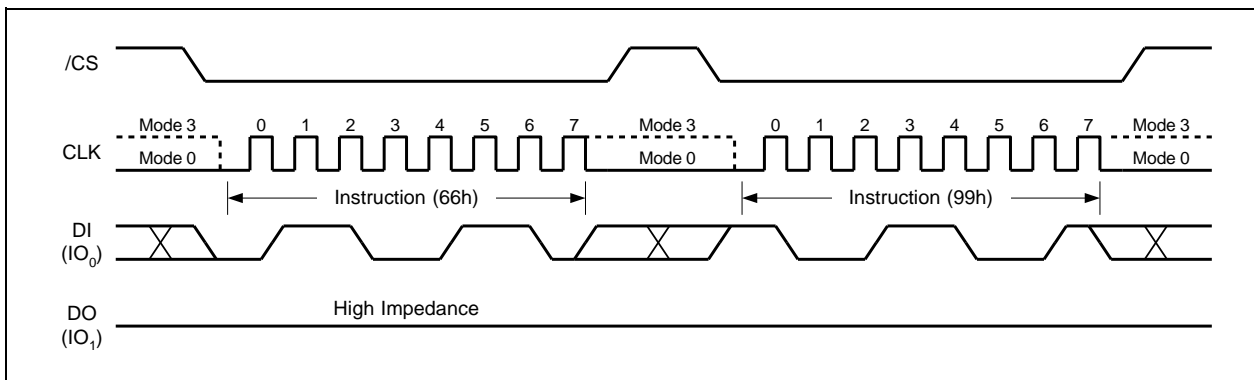 /CS
Mode 3 0 1 2 3 4 5 6 7 Mode 3 0 1 2 3 4 5 6 7 Mode 3
CLK
Mode 0 Mode 0 Mode 0
Instruction (66h) Instruction (99h)
DI
(IO₀)
DO High Impedance
(IO₁)